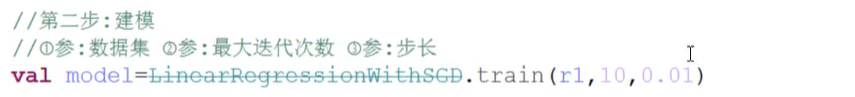 //第二步:建模
//①参:数据集 ②参:最大迭代次数 ③参:步长
val model=LinearRegressionWithSGD.train(r1,10,0.01)